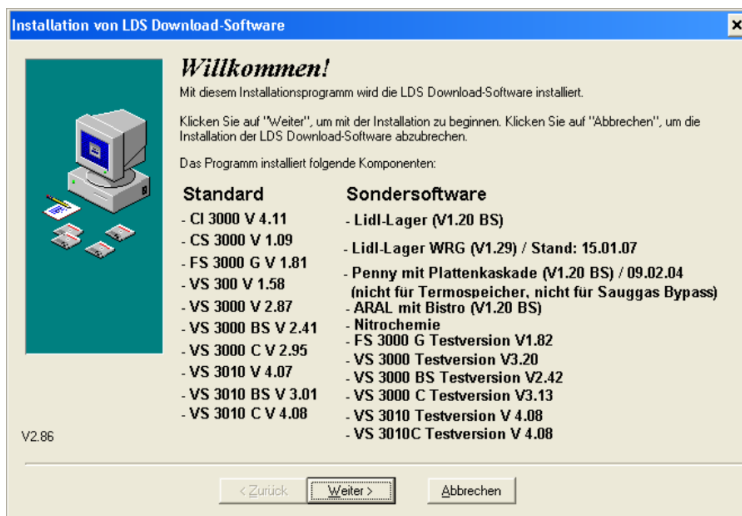 Installation von LDS Download-Software
Willkommen!
Mit diesem Installationsprogramm wird die LDS Download-Software installiert.
Klicken Sie auf "Weiter", um mit der Installation zu beginnen. Klicken Sie auf "Abbrechen", um die
Installation der LDS Download-Software abzubrechen.
Das Programm installiert folgende Komponenten:
Standard
- CI 3000 V 4.11
- CS 3000 V 1.09
- FS 3000 G V 1.81
- VS 300 V 1.58
- VS 3000 V 2.87
- VS 3000 BS V 2.41
- VS 3000 C V 2.95
- VS 3010 V 4.07
- VS 3010 BS V 3.01
- VS 3010 C V 4.08
Sondersoftware
- Lidl-Lager (V1.20 BS)
- Lidl-Lager WRG (V1.29) / Stand: 15.01.07
- Penny mit Plattenkaskade (V1.20 BS) / 09.02.04
(nicht für Termospeicher, nicht für Sauggas Bypass)
- ARAL mit Bistro (V1.20 BS)
- Nitrochemie
- FS 3000 G Testversion V1.82
- VS 3000 Testversion V3.20
- VS 3000 BS Testversion V2.42
- VS 3000 C Testversion V3.13
- VS 3010 Testversion V 4.08
- VS 3010C Testversion V 4.08
V2.86
< Zurück
Weiter >
Abbrechen